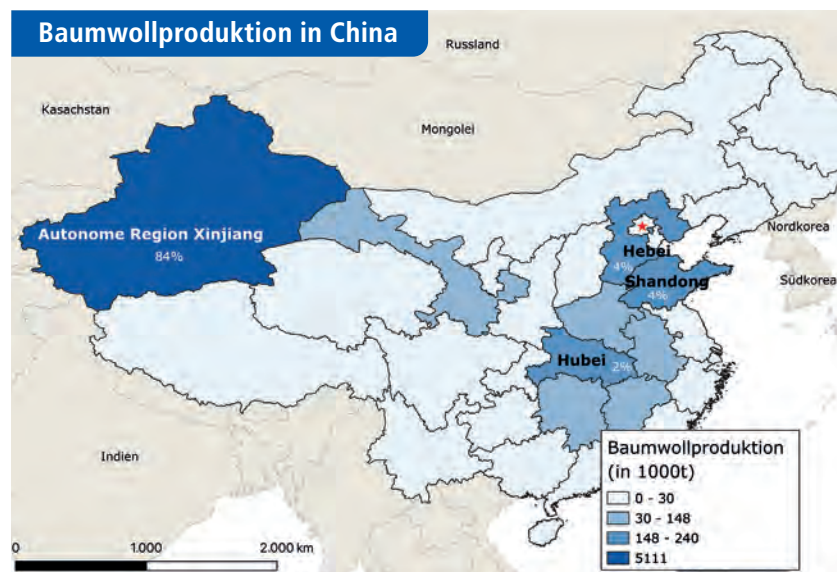 Baumwollproduktion in China
Russland
Kasachstan
Mongolei
Autonome Region Xinjiang
84%
Nordkorea
Hebei
4%
Shandong
4%
Südkorea
Hubei
2%
Indien
Baumwollproduktion
(in 1000t)
0 - 30
30 - 148
148 - 240
5111
0 1.000 2.000 km